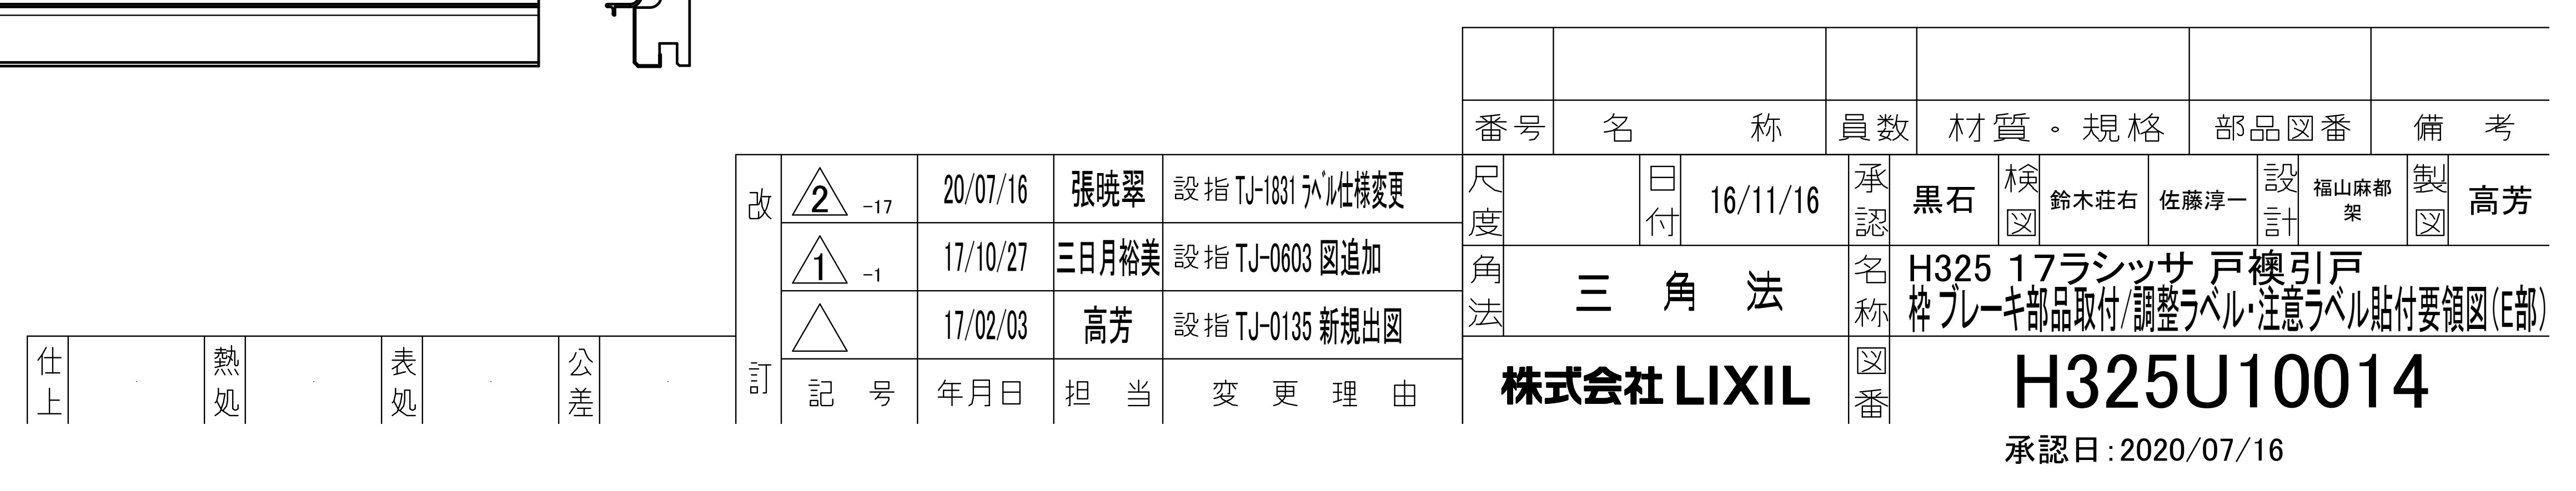 番号 名称 員数 材質・規格 部品図番 備考
改訂
2 -17 20/07/16 張暁翠 設指 TJ-1831 ﾗﾍﾞﾙ仕様変更
1 -1 17/10/27 三日月裕美 設指 TJ-0603 図追加
17/02/03 高芳 設指 TJ-0135 新規出図
記号 年月日 担当 変更理由
尺度 日付 16/11/16 承認 黒石 検図 鈴木荘右 佐藤淳一 設計 福山麻都
架
製図 高芳
角法 三角法 名称 H325 17ラシッサ 戸襖引戸
枠 ブレーキ部品取付/調整ラベル・注意ラベル貼付要領図(E部)
仕上 熱処 表処 公差
株式会社 LIXIL 図番 H325U10014
承認日:2020/07/16